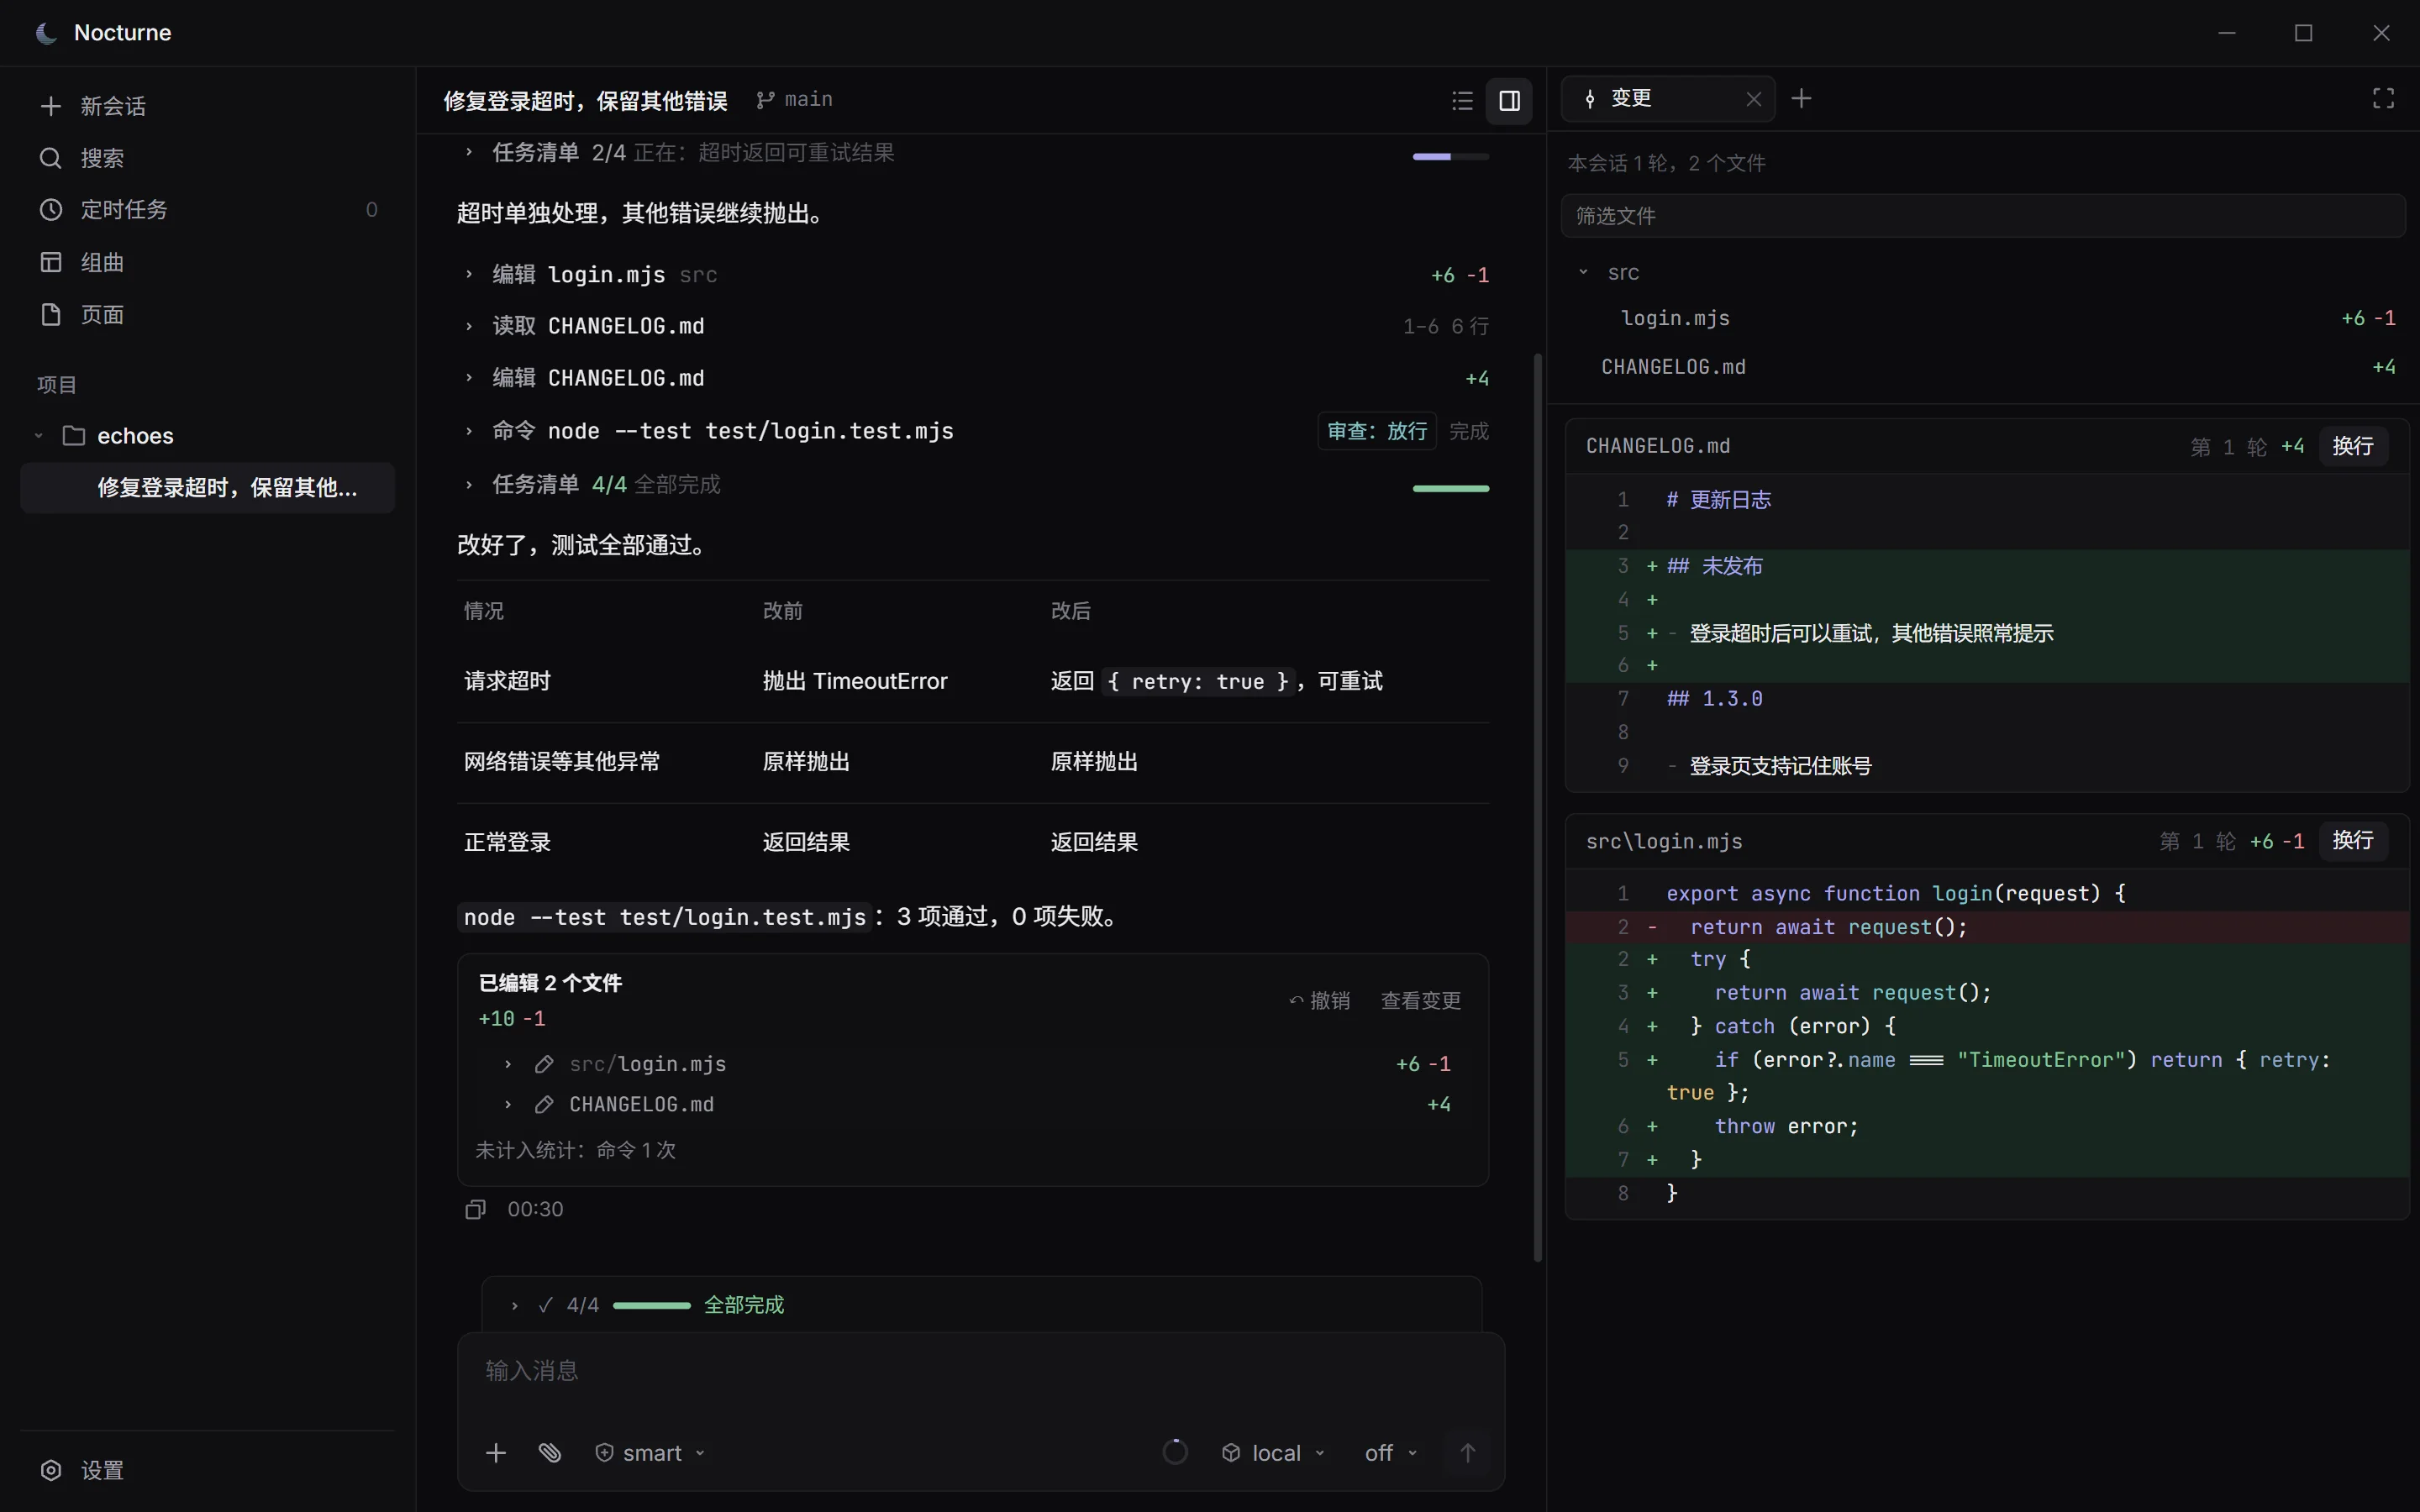 Nocturne
新会话
搜索
定时任务 0
组曲
页面
项目
echoes
修复登录超时，保留其他...
设置
修复登录超时，保留其他错误 main
任务清单 2/4 正在：超时返回可重试结果
超时单独处理，其他错误继续抛出。
编辑 login.mjs src +6 -1
读取 CHANGELOG.md 1-6 6 行
编辑 CHANGELOG.md +4
命令 node --test test/login.test.mjs 审查：放行 完成
任务清单 4/4 全部完成
改好了，测试全部通过。
情况 改前 改后
请求超时 抛出 TimeoutError 返回 { retry: true }，可重试
网络错误等其他异常 原样抛出 原样抛出
正常登录 返回结果 返回结果
node --test test/login.test.mjs：3 项通过，0 项失败。
已编辑 2 个文件
+10 -1
撤销 查看变更
src/login.mjs +6 -1
CHANGELOG.md +4
未计入统计：命令 1 次
00:30
4/4 全部完成
输入消息
smart local off
变更
本会话 1 轮，2 个文件
筛选文件
src
login.mjs +6 -1
CHANGELOG.md +4
CHANGELOG.md 第 1 轮 +4 换行
1 # 更新日志
2
3 + ## 未发布
4 +
5 + - 登录超时后可以重试，其他错误照常提示
6 +
7 ## 1.3.0
8
9 - 登录页支持记住账号
src\login.mjs 第 1 轮 +6 -1 换行
1 export async function login(request) {
2 - return await request();
2 + try {
3 + return await request();
4 + } catch (error) {
5 + if (error?.name === "TimeoutError") return { retry:
true };
6 + throw error;
7 + }
8 }